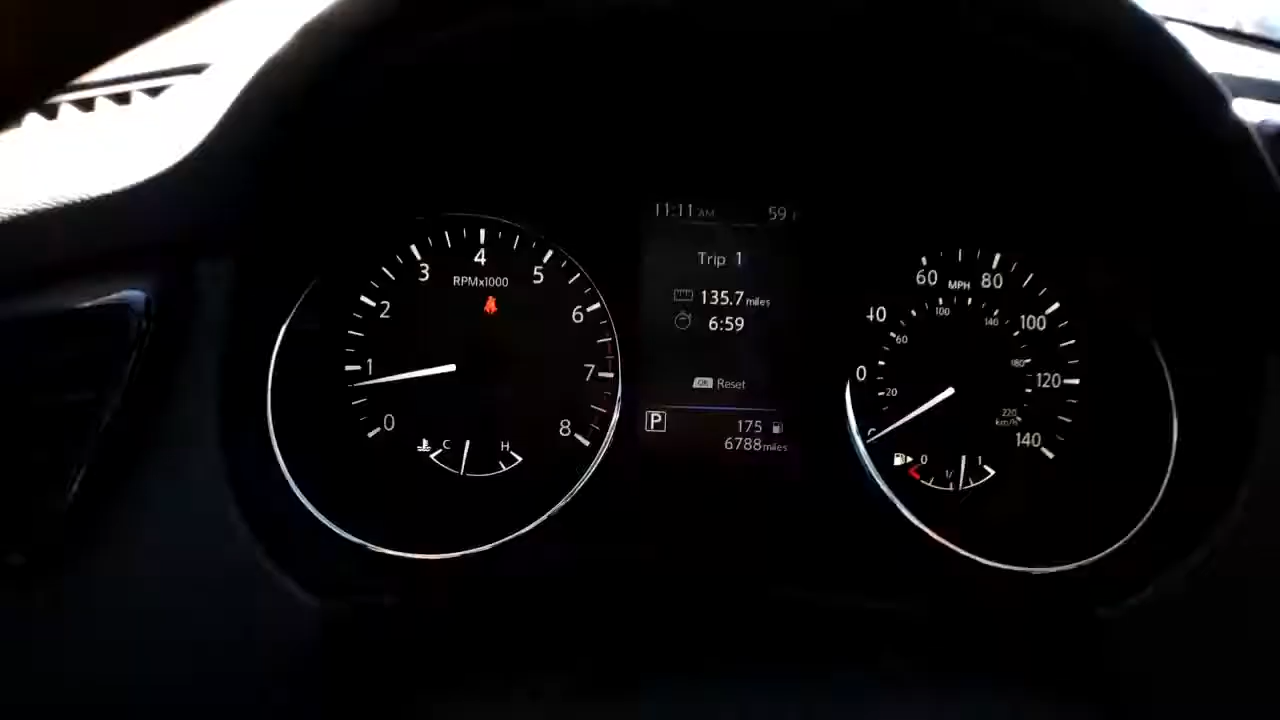 11:11 AM 59
Trip 1
135.7 miles
6:59
OK Reset
P
175
6788 miles
0 1 2 3 4 5 6 7 8
RPMx1000
C H
0 60 80 100 120 140
40
MPH
20 60 100 140 180 220
km/h
0 1